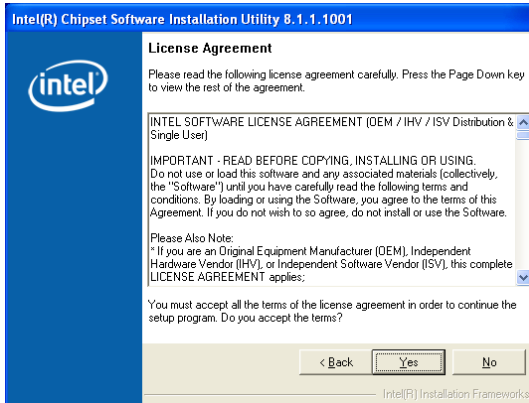 Intel(R) Chipset Software Installation Utility 8.1.1.1001
intel
License Agreement
Please read the following license agreement carefully. Press the Page Down key
to view the rest of the agreement.
INTEL SOFTWARE LICENSE AGREEMENT (OEM / IHV / ISV Distribution &
Single User)
IMPORTANT - READ BEFORE COPYING, INSTALLING OR USING.
Do not use or load this software and any associated materials (collectively,
the "Software") until you have carefully read the following terms and
conditions. By loading or using the Software, you agree to the terms of this
Agreement. If you do not wish to so agree, do not install or use the Software.
Please Also Note:
* If you are an Original Equipment Manufacturer (OEM), Independent
Hardware Vendor (IHV), or Independent Software Vendor (ISV), this complete
LICENSE AGREEMENT applies;
You must accept all the terms of the license agreement in order to continue the
setup program. Do you accept the terms?
< Back Yes No
Intel(R) Installation Frameworks